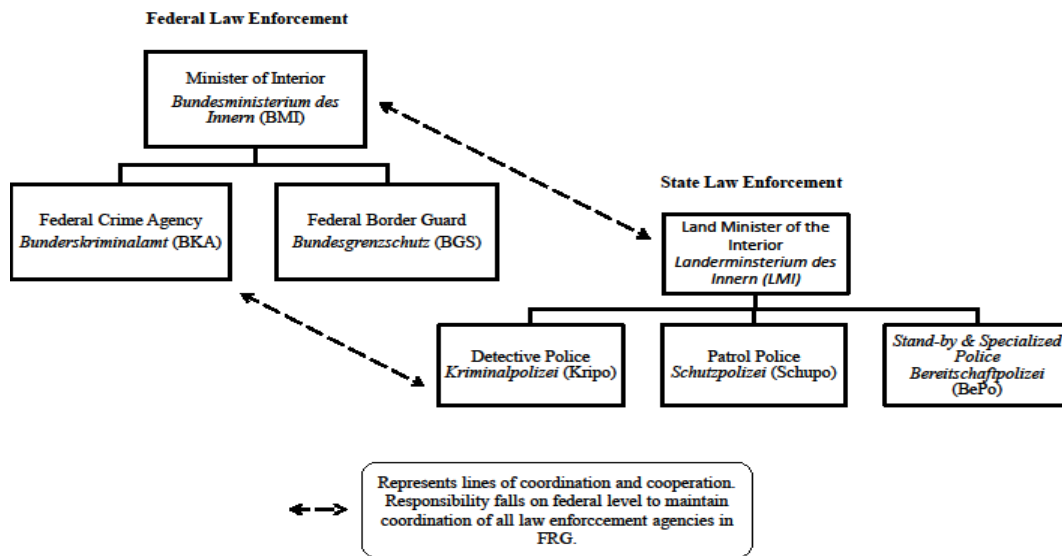 Federal Law Enforcement
Minister of Interior
Bundesministerium des
Innern (BMI)
Federal Crime Agency
Bunderskriminalamt (BKA)
Federal Border Guard
Bundesgrenzschutz (BGS)
State Law Enforcement
Land Minister of the
Interior
Landerminsterium des
Innern (LMI)
Detective Police
Kriminalpolizei (Kripo)
Patrol Police
Schutzpolizei (Schupo)
Stand-by & Specialized
Police
Bereitschaftpolizei
(BePo)
Represents lines of coordination and cooperation.
Responsibility falls on federal level to maintain
coordination of all law enforccement agencies in
FRG.